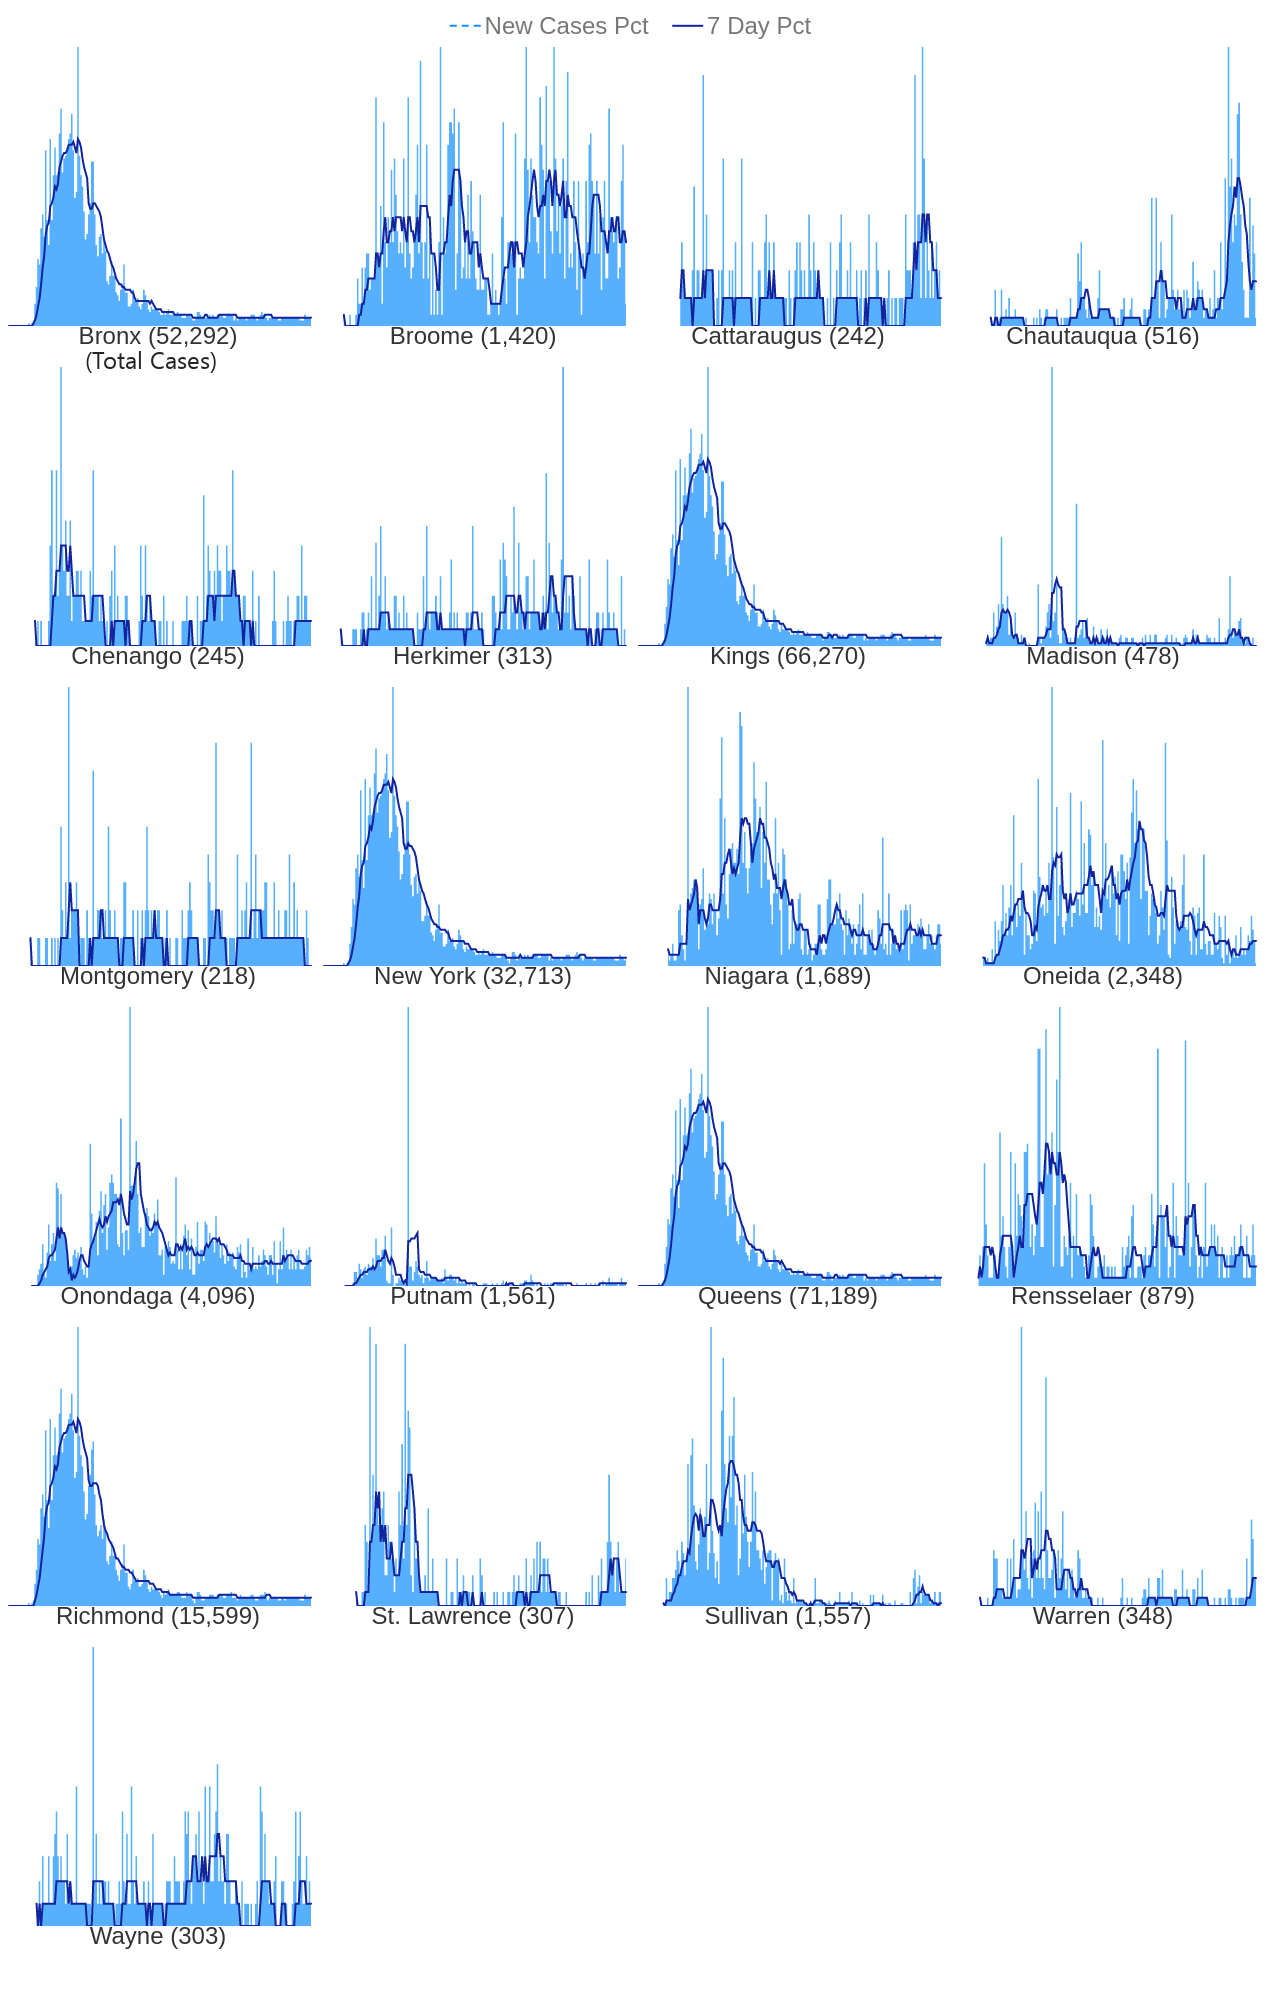 New Cases Pct 7 Day Pct
Bronx (52,292) Broome (1,420) Cattaraugus (242) Chautauqua (516)
(Total Cases)
Chenango (245) Herkimer (313) Kings (66,270) Madison (478)
Montgomery (218) New York (32,713) Niagara (1,689) Oneida (2,348)
Onondaga (4,096) Putnam (1,561) Queens (71,189) Rensselaer (879)
Richmond (15,599) St. Lawrence (307) Sullivan (1,557) Warren (348)
Wayne (303)